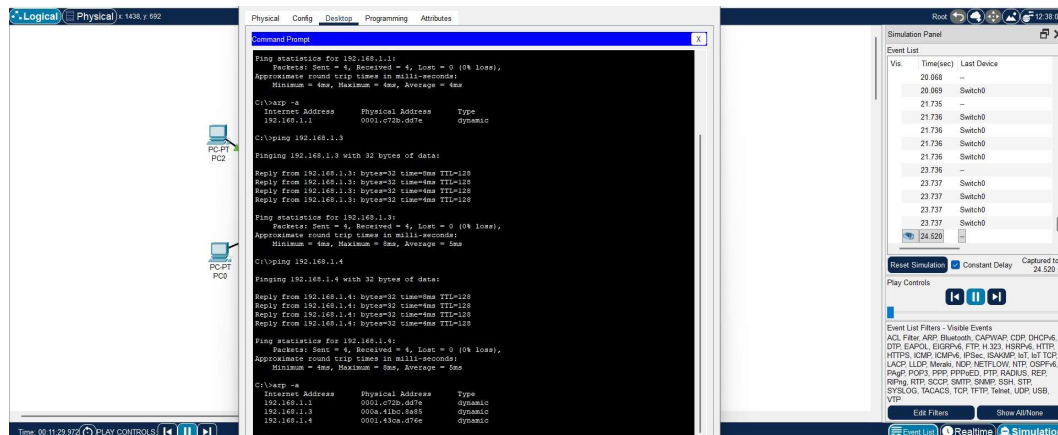 Logical
Physical
x: 1438, y: 692
Root
12:38:0
Physical Config Desktop Programming Attributes
Command Prompt
X
Ping statistics for 192.168.1.1:
Packets: Sent = 4, Received = 4, Lost = 0 (0% loss),
Approximate round trip times in milli-seconds:
Minimum = 4ms, Maximum = 4ms, Average = 4ms
C:\>arp -a
Internet Address Physical Address Type
192.168.1.1 0001.c72b.dd7e dynamic
C:\>ping 192.168.1.3
Pinging 192.168.1.3 with 32 bytes of data:
Reply from 192.168.1.3: bytes=32 time=8ms TTL=128
Reply from 192.168.1.3: bytes=32 time=4ms TTL=128
Reply from 192.168.1.3: bytes=32 time=4ms TTL=128
Reply from 192.168.1.3: bytes=32 time=4ms TTL=128
Ping statistics for 192.168.1.3:
Packets: Sent = 4, Received = 4, Lost = 0 (0% loss),
Approximate round trip times in milli-seconds:
Minimum = 4ms, Maximum = 8ms, Average = 5ms
C:\>ping 192.168.1.4
Pinging 192.168.1.4 with 32 bytes of data:
Reply from 192.168.1.4: bytes=32 time=8ms TTL=128
Reply from 192.168.1.4: bytes=32 time=4ms TTL=128
Reply from 192.168.1.4: bytes=32 time=4ms TTL=128
Reply from 192.168.1.4: bytes=32 time=4ms TTL=128
Ping statistics for 192.168.1.4:
Packets: Sent = 4, Received = 4, Lost = 0 (0% loss),
Approximate round trip times in milli-seconds:
Minimum = 4ms, Maximum = 8ms, Average = 5ms
C:\>arp -a
Internet Address Physical Address Type
192.168.1.1 0001.c72b.dd7e dynamic
192.168.1.3 000a.41bc.8a85 dynamic
192.168.1.4 0001.43ca.d76e dynamic
PC-PT
PC2
PC-PT
PC0
Simulation Panel
Event List
Vis. Time(sec) Last Device
20.068 --
20.069 Switch0
21.735 --
21.736 Switch0
21.736 Switch0
21.736 Switch0
21.736 Switch0
23.736 --
23.737 Switch0
23.737 Switch0
23.737 Switch0
23.737 Switch0
24.520 --
Reset Simulation Constant Delay Captured to
24.520
Play Controls
Event List Filters - Visible Events
ACL Filter, ARP, Bluetooth, CAPWAP, CDP, DHCPv6,
DTP, EAPOL, EIGRPv6, FTP, H.323, HSRPv6, HTTP,
HTTPS, ICMP, ICMPv6, IPSec, ISAKMP, IoT, IoT TCP,
LACP, LLDP, Meraki, NDP, NETFLOW, NTP, OSPFv6,
PAgP, POP3, PPP, PPPoED, PTP, RADIUS, REP,
RIPng, RTP, SCCP, SMTP, SNMP, SSH, STP,
SYSLOG, TACACS, TCP, TFTP, Telnet, UDP, USB,
VTP
Edit Filters Show All/None
Time: 00:11:29.972 PLAY CONTROLS:
Event List Realtime Simulatio